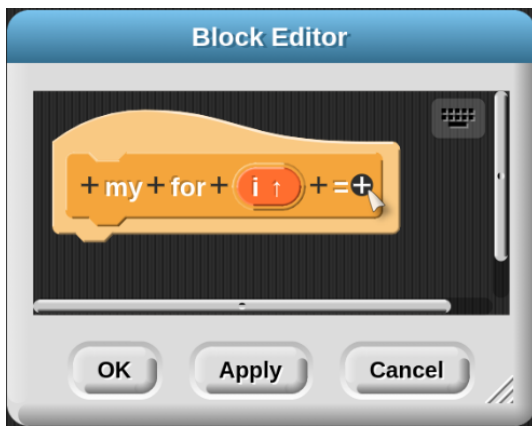 Block Editor
+ my + for + i ↑ + = +
OK Apply Cancel